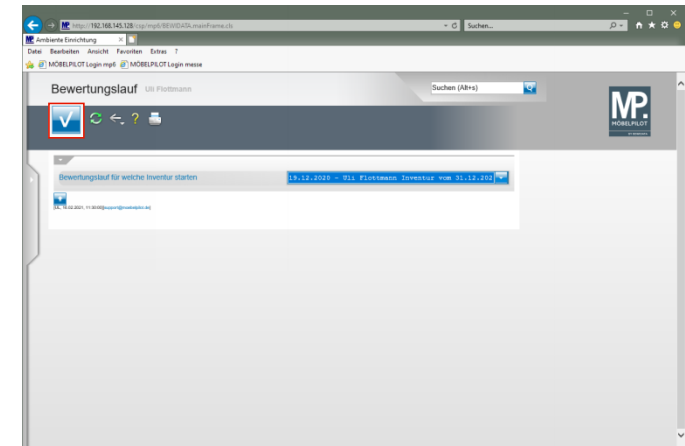 http://192.168.145.128/csp/mp6/BEWIDATA.mainFrame.cls
Suchen...
MP Ambiente Einrichtung
Datei Bearbeiten Ansicht Favoriten Extras ?
MÖBELPILOT Login mp6 MÖBELPILOT Login messe
Bewertungslauf Uli Flottmann
Suchen (Alt+s)
MP.
MÖBELPILOT
Bewertungslauf für welche Inventur starten
19.12.2020 - Uli Flottmann Inventur vom 31.12.202